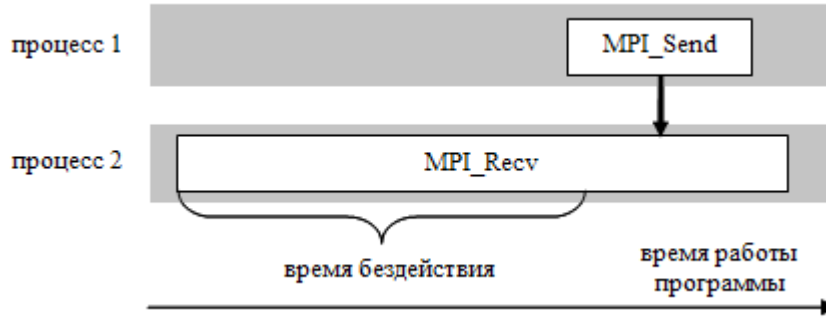 процесс 1
MPI_Send
процесс 2
MPI_Recv
время бездействия
время работы
программы